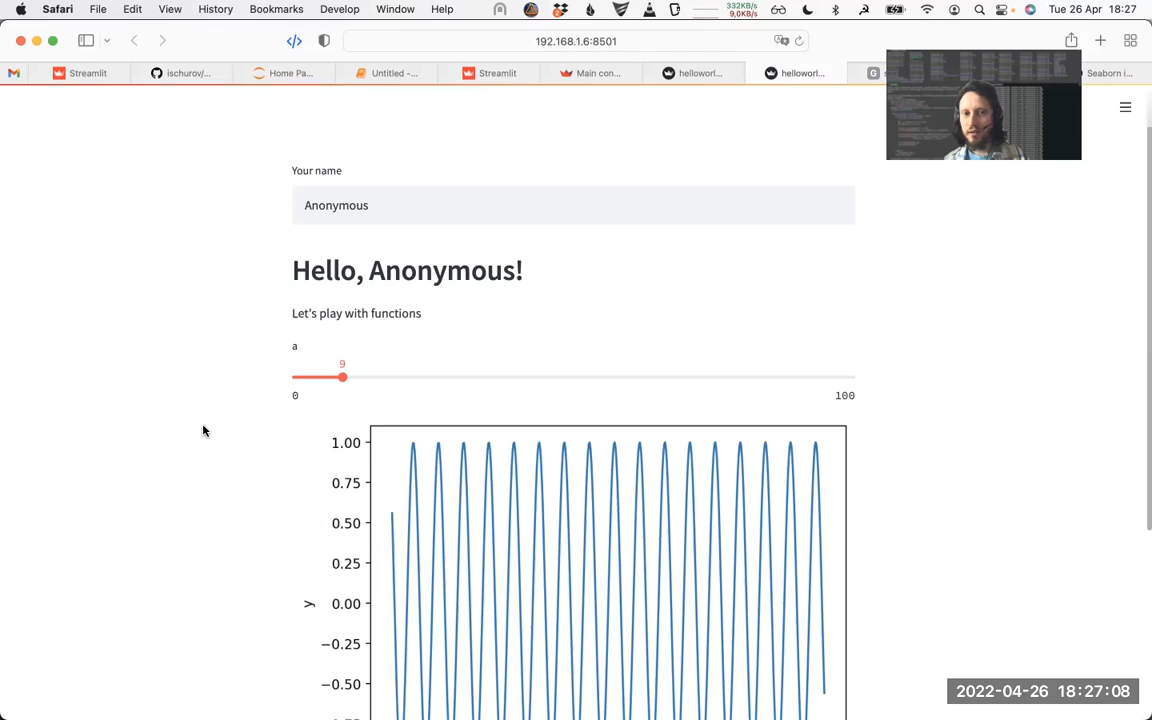 Safari File Edit View History Bookmarks Develop Window Help 332KB/s 9,0KB/s Tue 26 Apr 18:27
192.168.1.6:8501
Streamlit ischurov/... Home Pa... Untitled -... Streamlit Main con... helloworl... helloworl... G Seaborn i...
Your name
Anonymous
Hello, Anonymous!
Let's play with functions
a
9
0 100
1.00
0.75
0.50
0.25
y 0.00
−0.25
−0.50
2022-04-26 18:27:08